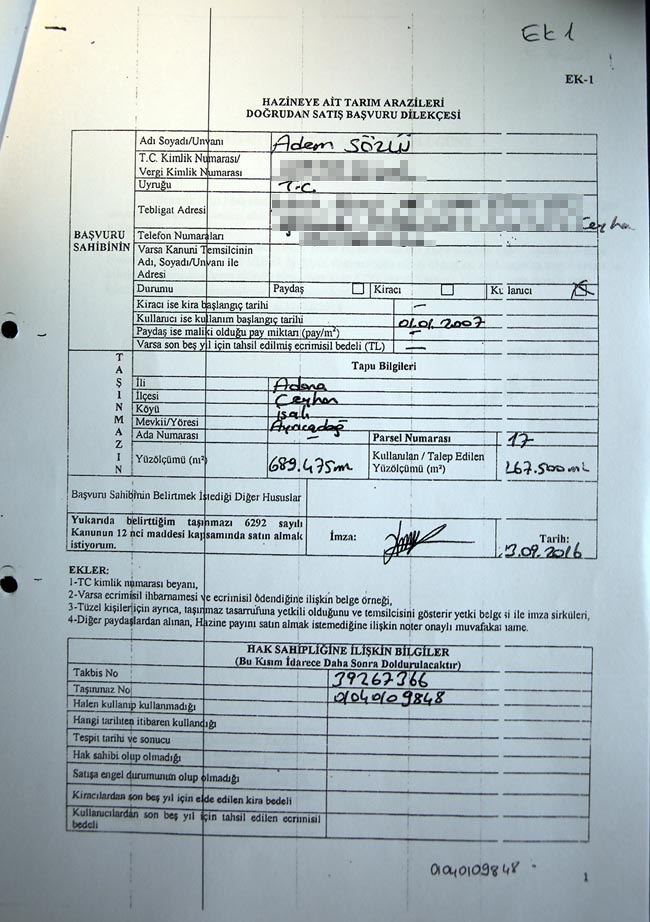 Ek 1
EK-1
HAZİNEYE AİT TARIM ARAZİLERİ
DOĞRUDAN SATIŞ BAŞVURU DİLEKÇESİ
BAŞVURU SAHİBİNİN
Adı Soyadı/Unvanı Adem SÖZLÜ
T.C. Kimlik Numarası/
Vergi Kimlik Numarası
Uyruğu T.C.
Tebligat Adresi Ceyhan
Telefon Numaraları
Varsa Kanuni Temsilcinin
Adı, Soyadı/Unvanı ile
Adresi
Durumu Paydaş Kiracı Kullanıcı
Kiracı ise kira başlangıç tarihi —
Kullanıcı ise kullanım başlangıç tarihi 01.01.2007
Paydaş ise maliki olduğu pay miktarı (pay/m²) —
Varsa son beş yıl için tahsil edilmiş ecrimisil bedeli (TL) —
TAŞINMAZIN
Tapu Bilgileri
İli Adana
İlçesi Ceyhan
Köyü İsalı
Mevkii/Yöresi
Ada Numarası — Parsel Numarası 17
Yüzölçümü (m²) 689.475m Kullanılan / Talep Edilen
Yüzölçümü (m²) 267.500m²
Başvuru Sahibinin Belirtmek İstediği Diğer Hususlar
Yukarıda belirttiğim taşınmazı 6292 sayılı
Kanunun 12 nci maddesi kapsamında satın almak
istiyorum.
İmza:
Tarih:
13.09.2016
EKLER:
1-TC kimlik numarası beyanı,
2-Varsa ecrimisil ihbarnamesi ve ecrimisil ödendiğine ilişkin belge örneği,
3-Tüzel kişiler için ayrıca, taşınmaz tasarrufuna yetkili olduğunu ve temsilcisini gösterir yetki belgesi ile imza sirküleri,
4-Diğer paydaşlardan alınan, Hazine payını satın almak istemediğine ilişkin noter onaylı muvafakatname.
HAK SAHİPLİĞİNE İLİŞKİN BİLGİLER
(Bu Kısım İdarece Daha Sonra Doldurulacaktır)
Takbis No 39267366
Taşınmaz No 01040109848
Halen kullanıp kullanmadığı
Hangi tarihten itibaren kullandığı
Tespit tarihi ve sonucu
Hak sahibi olup olmadığı
Satışa engel durumunun olup olmadığı
Kiracılardan son beş yıl için elde edilen kira bedeli
Kullanıcılardan son beş yıl için tahsil edilen ecrimisil
bedeli
01040109848
1